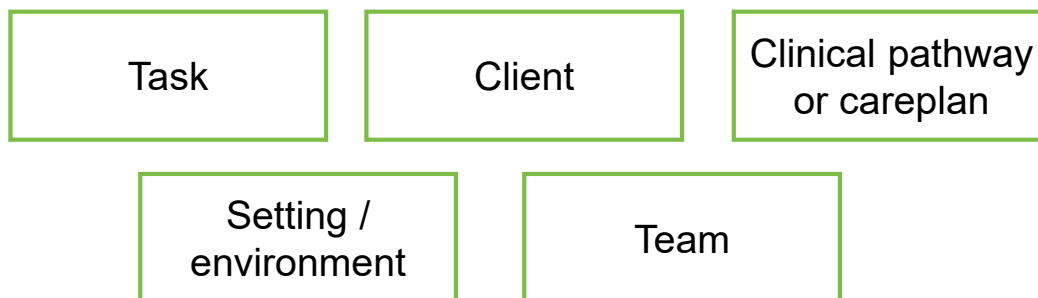 Task
Client
Clinical pathway
or careplan
Setting /
environment
Team